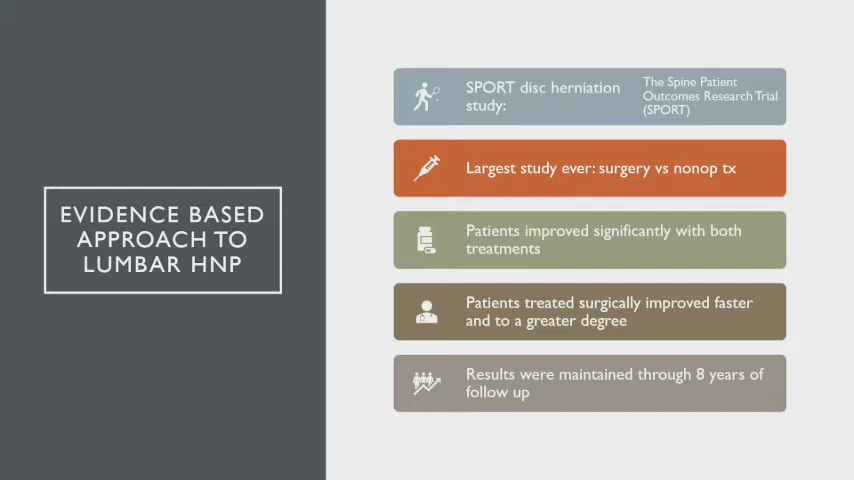 EVIDENCE BASED
APPROACH TO
LUMBAR HNP
SPORT disc herniation
study:
The Spine Patient
Outcomes Research Trial
(SPORT)
Largest study ever: surgery vs nonop tx
Patients improved significantly with both
treatments
Patients treated surgically improved faster
and to a greater degree
Results were maintained through 8 years of
follow up